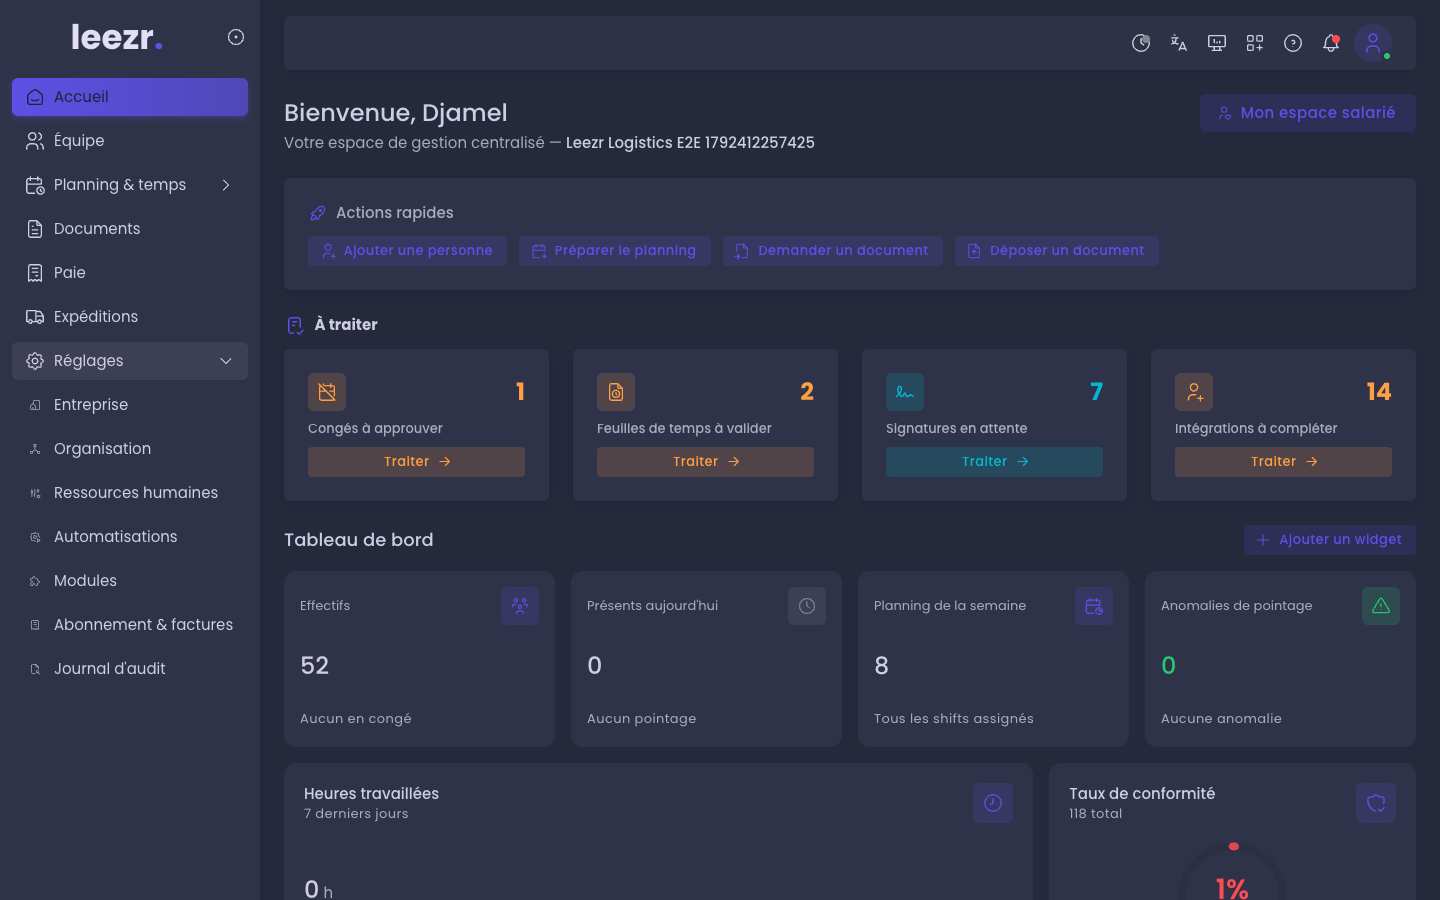 leezr.
Accueil
Équipe
Planning & temps
Documents
Paie
Expéditions
Réglages
Entreprise
Organisation
Ressources humaines
Automatisations
Modules
Abonnement & factures
Journal d'audit
Bienvenue, Djamel
Votre espace de gestion centralisé — Leezr Logistics E2E 1792412257425
Mon espace salarié
Actions rapides
Ajouter une personne
Préparer le planning
Demander un document
Déposer un document
À traiter
1
Congés à approuver
Traiter
2
Feuilles de temps à valider
Traiter
7
Signatures en attente
Traiter
14
Intégrations à compléter
Traiter
Tableau de bord
Ajouter un widget
Effectifs
52
Aucun en congé
Présents aujourd'hui
0
Aucun pointage
Planning de la semaine
8
Tous les shifts assignés
Anomalies de pointage
0
Aucune anomalie
Heures travaillées
7 derniers jours
0 h
Taux de conformité
118 total
1%